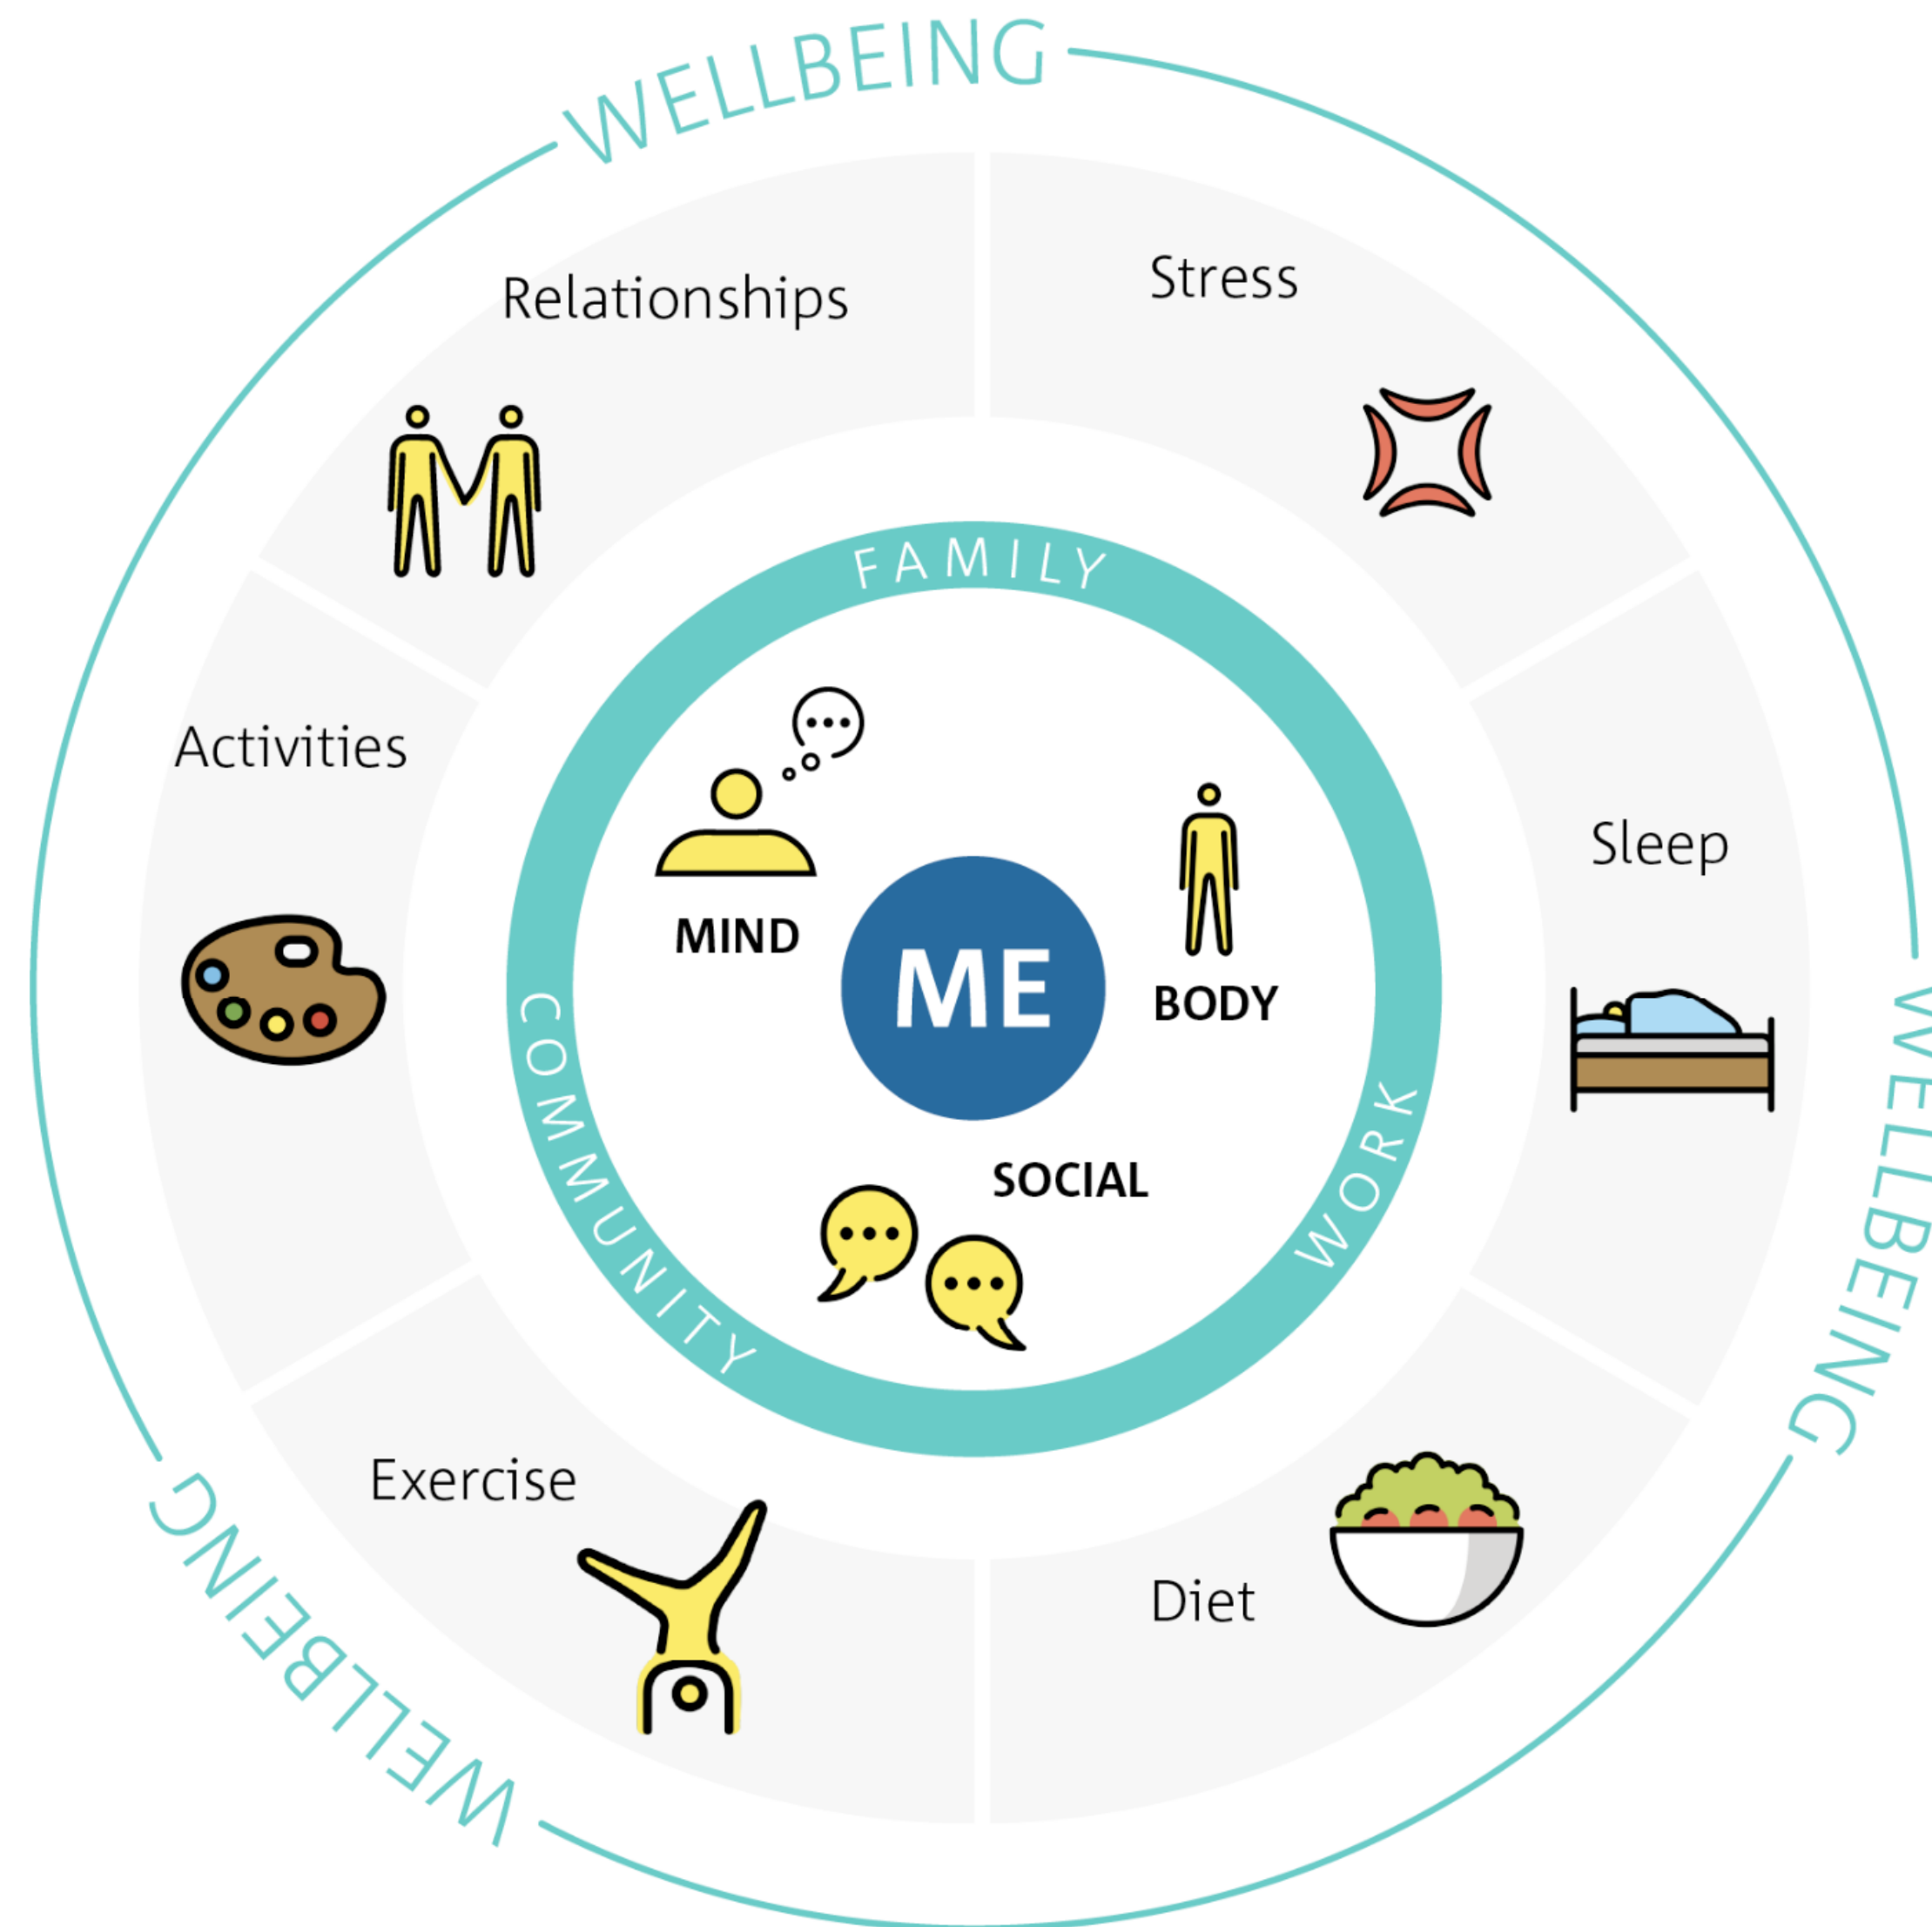 WELLBEING
Relationships
Stress
Activities
Sleep
FAMILY
MIND
ME
BODY
COMMUNITY
WORK
SOCIAL
WELLBEING
Exercise
Diet
WELLBEING